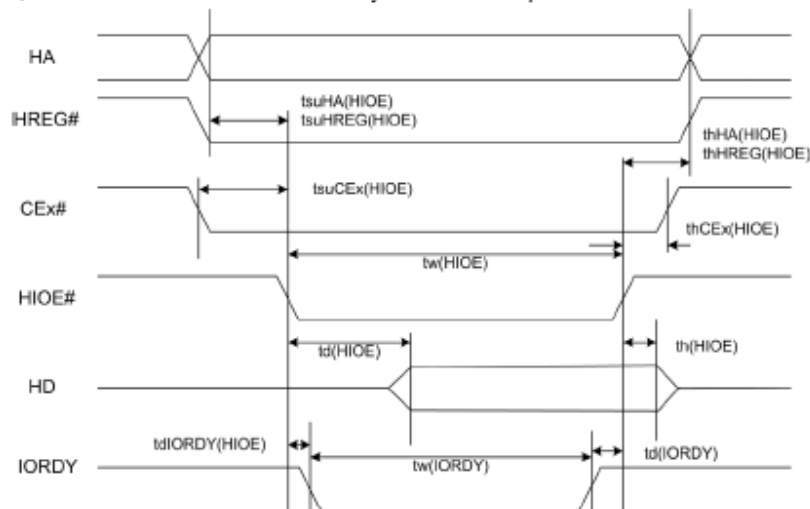 HA
tsuHA(HIOE)
HREG#
tsuHREG(HIOE)
thHA(HIOE)
thHREG(HIOE)
tsuCEx(HIOE)
CEx#
thCEx(HIOE)
tw(HIOE)
HIOE#
td(HIOE)
th(HIOE)
HD
tdIORDY(HIOE)
td(IORDY)
IORDY
tw(IORDY)